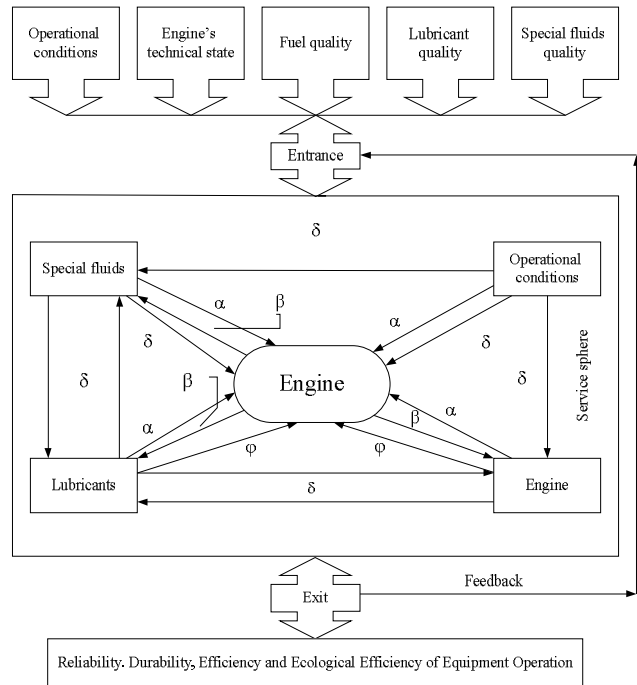 Operational
conditions
Engine's
technical state
Fuel quality
Lubricant
quality
Special fluids
quality
Entrance
δ
Special fluids
Operational
conditions
α
β
α
δ
δ
δ
δ
Service sphere
β
Engine
α
α
β
φ
φ
Lubricants
δ
Engine
Exit
Feedback
Reliability. Durability, Efficiency and Ecological Efficiency of Equipment Operation